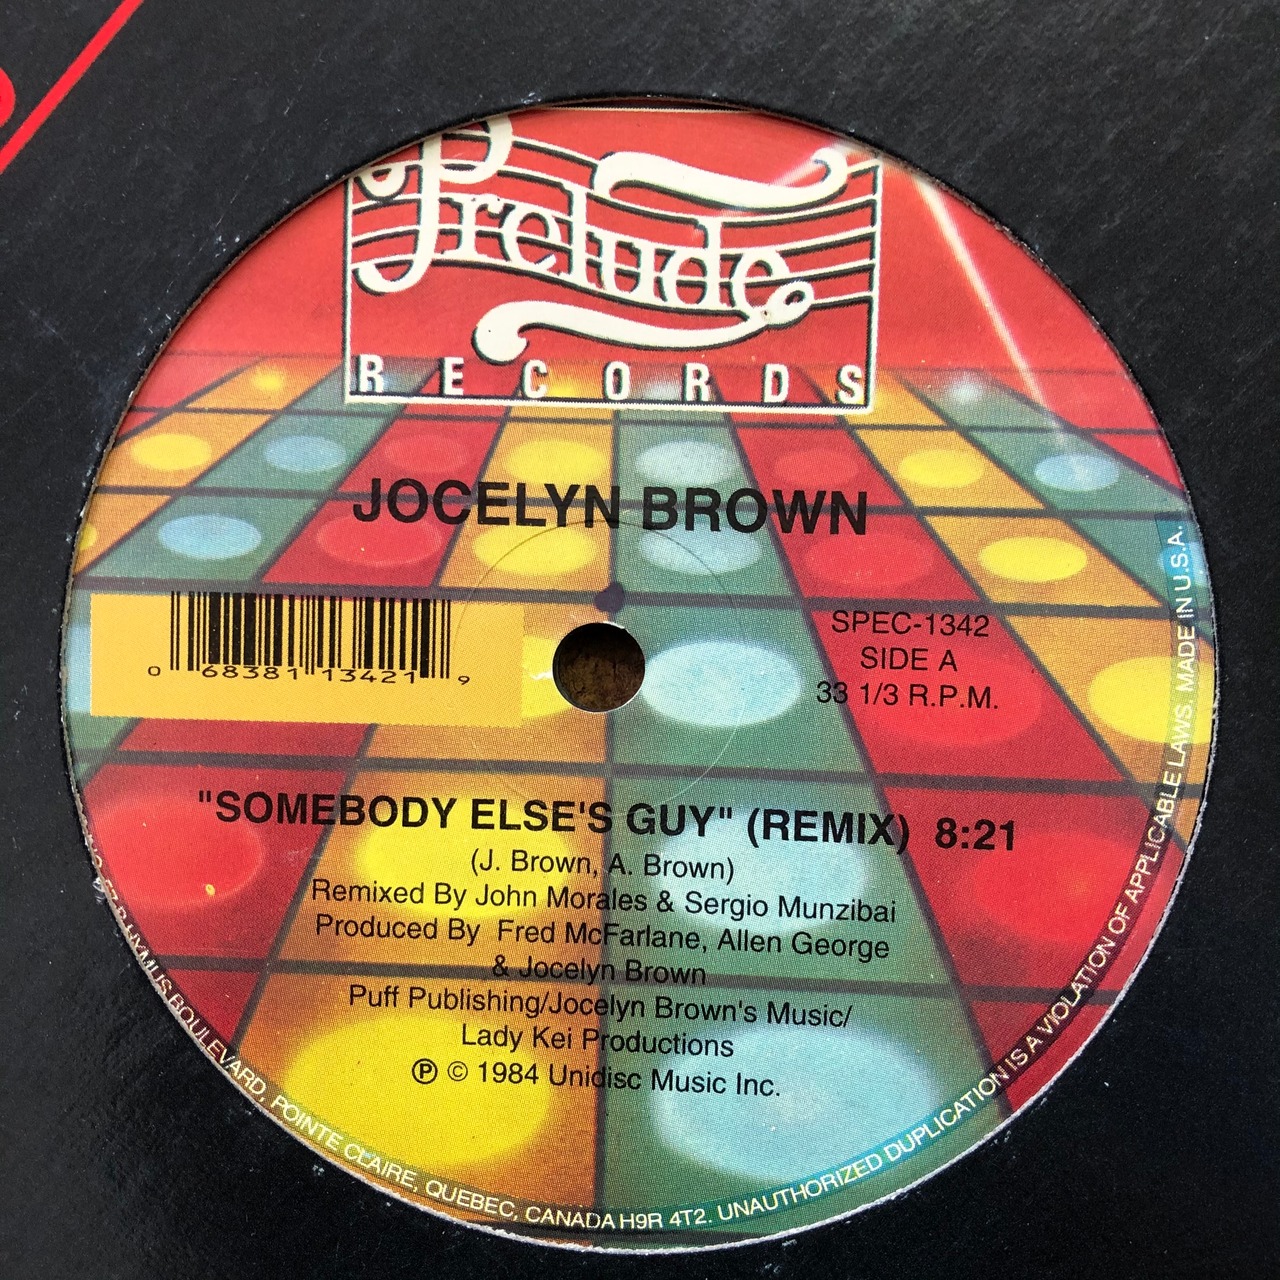 Prelude
RECORDS
JOCELYN BROWN
0 68381 13421 9
SPEC-1342
SIDE A
33 1/3 R.P.M.
"SOMEBODY ELSE'S GUY" (REMIX) 8:21
(J. Brown, A. Brown)
Remixed By John Morales & Sergio Munzibai
Produced By Fred McFarlane, Allen George
& Jocelyn Brown
Puff Publishing/Jocelyn Brown's Music/
Lady Kei Productions
℗ © 1984 Unidisc Music Inc.
HYMUS BOULEVARD, POINTE CLAIRE, QUEBEC, CANADA H9R 4T2. UNAUTHORIZED DUPLICATION IS A VIOLATION OF APPLICABLE LAWS. MADE IN U.S.A.